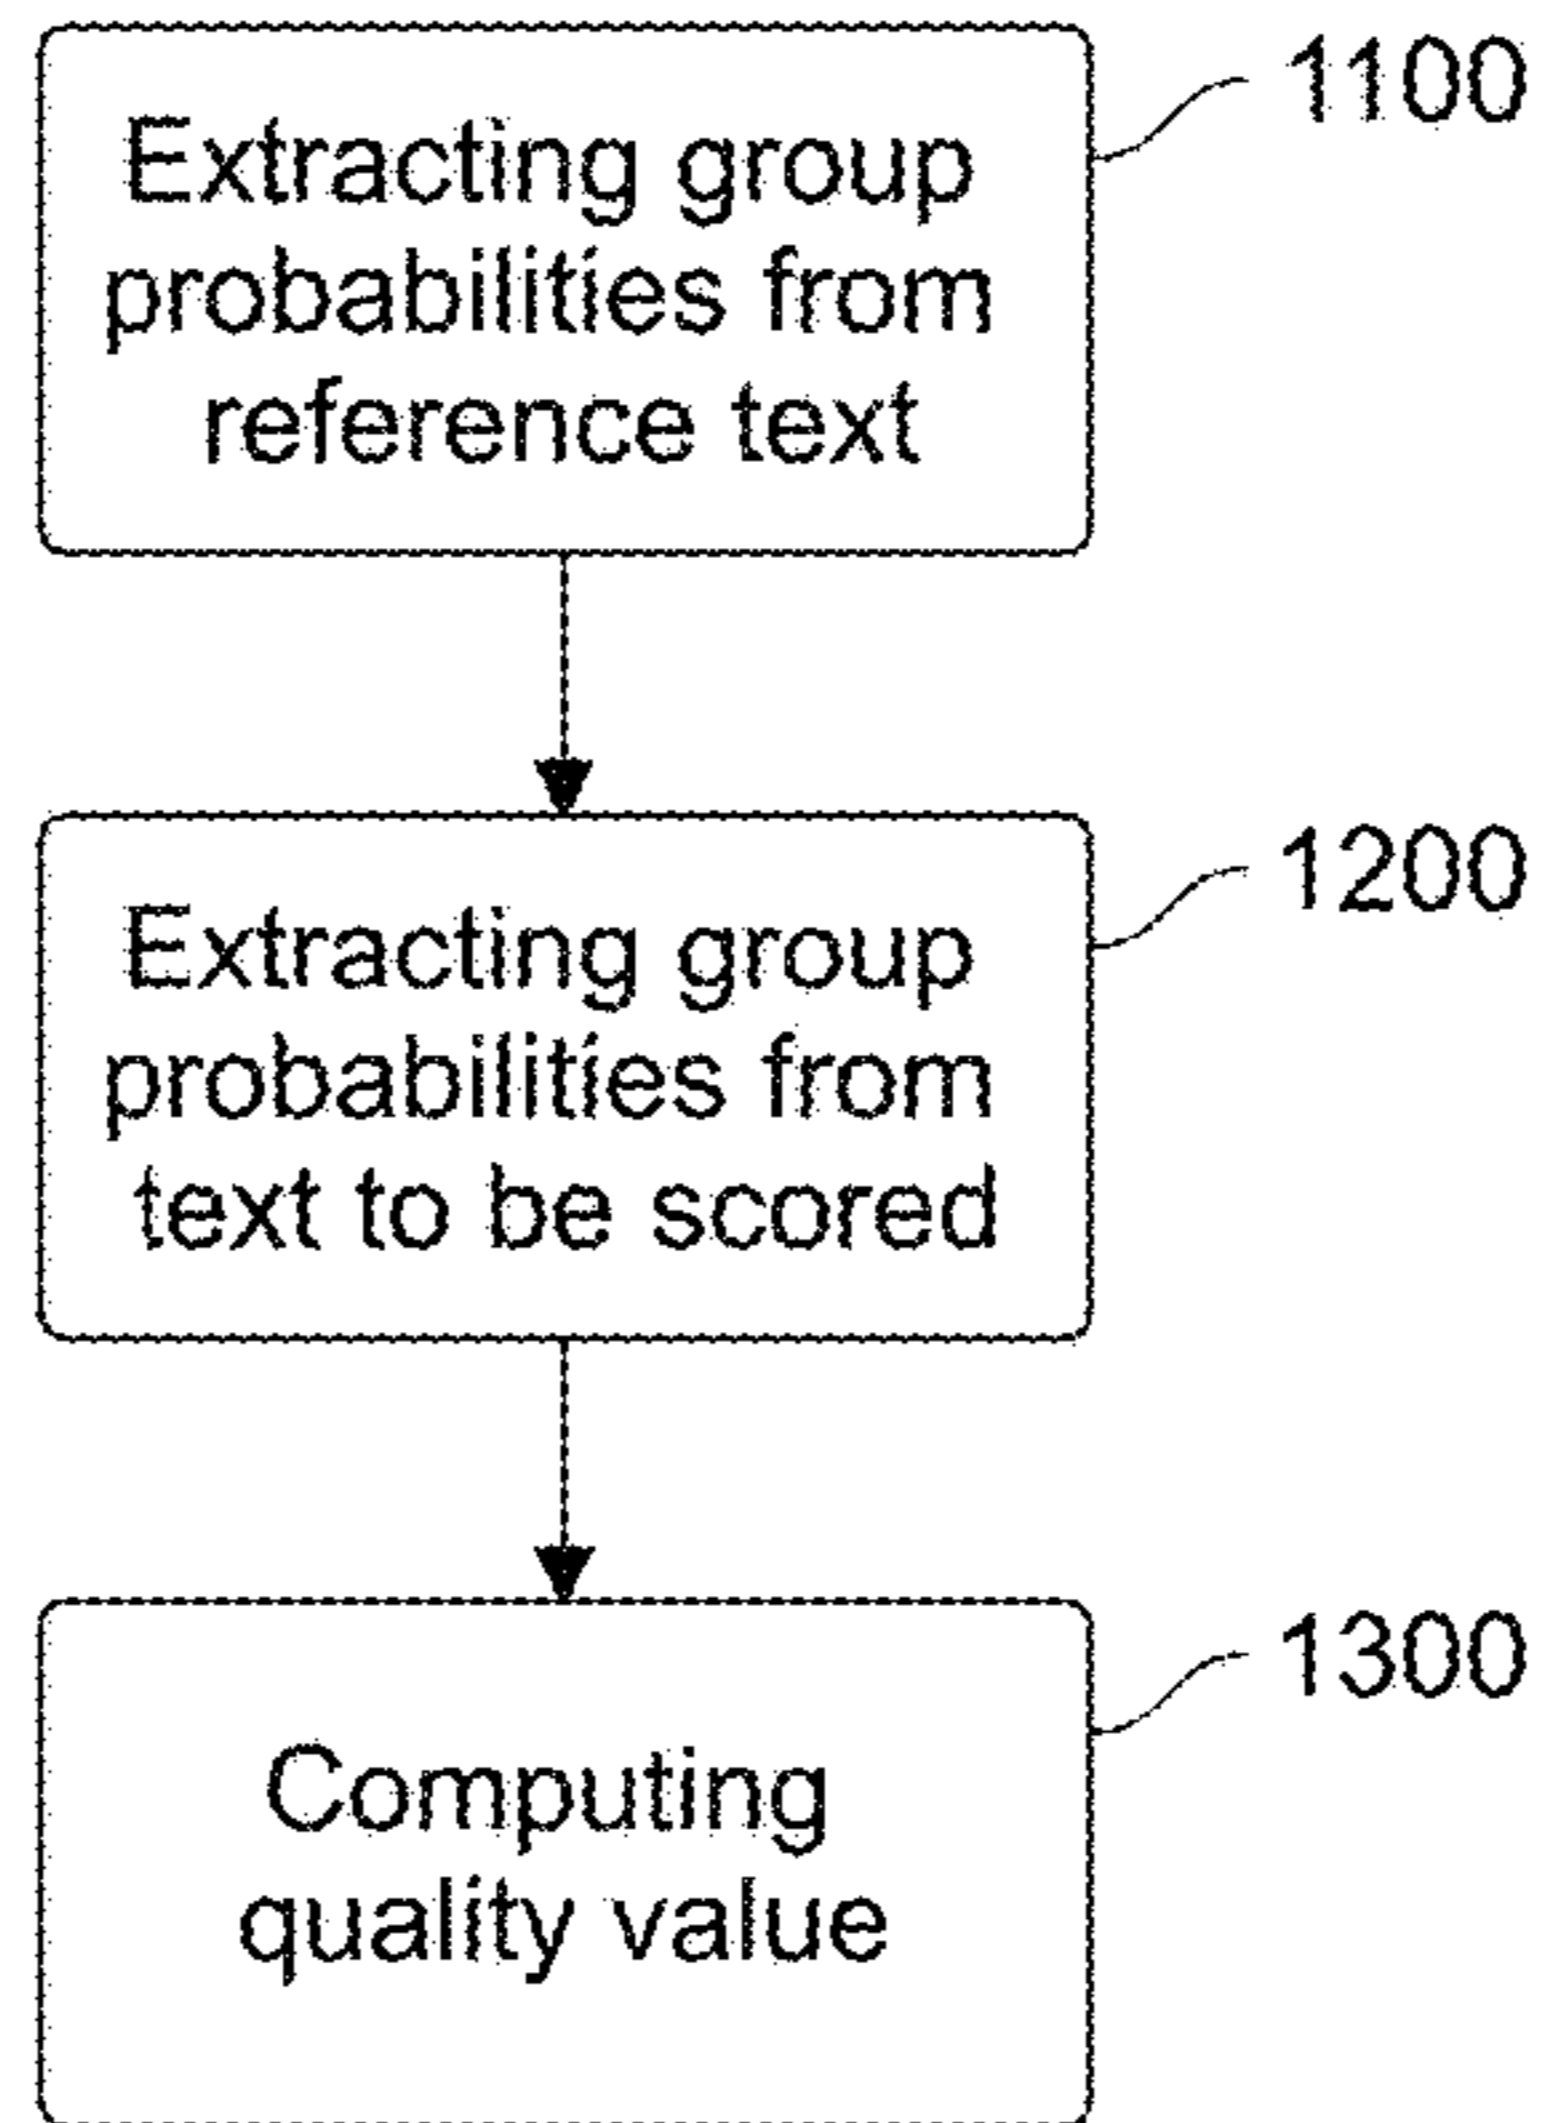 1100
Extracting group
probabilities from
reference text
1200
Extracting group
probabilities from
text to be scored
1300
Computing
quality value